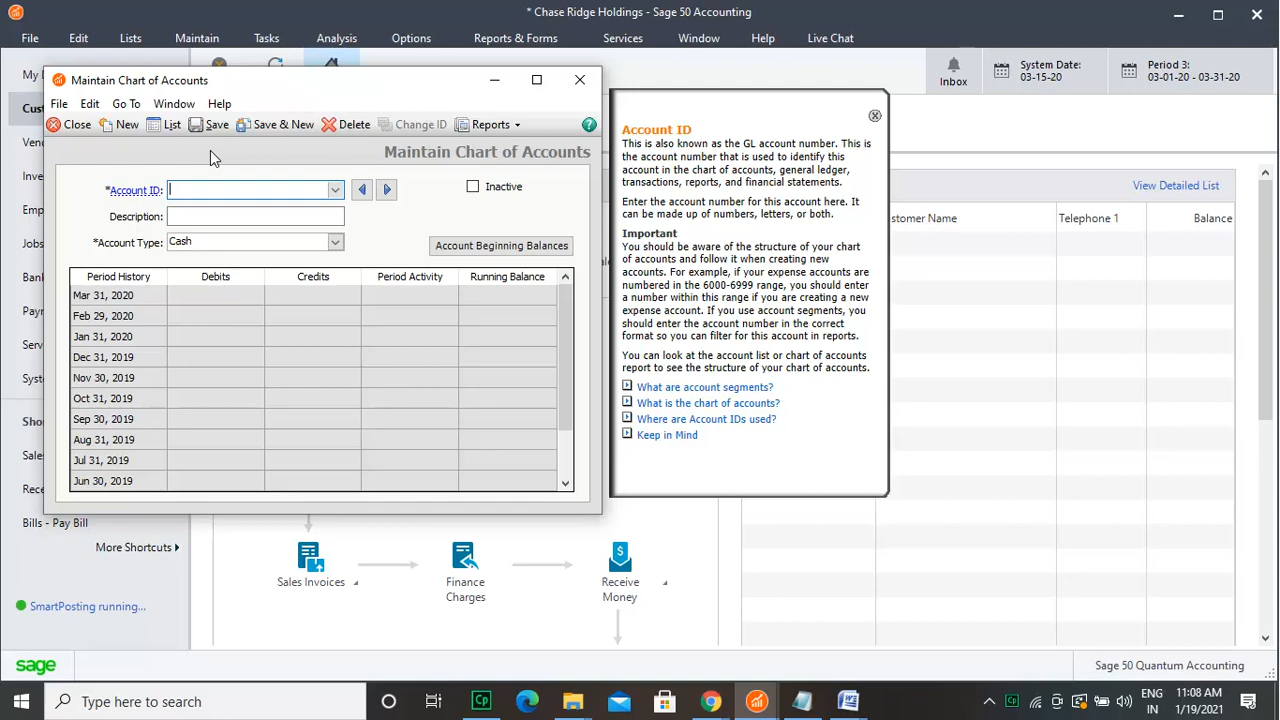 * Chase Ridge Holdings - Sage 50 Accounting
File Edit Lists Maintain Tasks Analysis Options Reports & Forms Services Window Help Live Chat
Inbox
System Date:
03-15-20
Period 3:
03-01-20 - 03-31-20
Maintain Chart of Accounts
File Edit Go To Window Help
Close New List Save Save & New Delete Change ID Reports
Maintain Chart of Accounts
*Account ID:
Inactive
Description:
*Account Type: Cash
Account Beginning Balances
Period History Debits Credits Period Activity Running Balance
Mar 31, 2020
Feb 29, 2020
Jan 31, 2020
Dec 31, 2019
Nov 30, 2019
Oct 31, 2019
Sep 30, 2019
Aug 31, 2019
Jul 31, 2019
Jun 30, 2019
Account ID
This is also known as the GL account number. This is
the account number that is used to identify this
account in the chart of accounts, general ledger,
transactions, reports, and financial statements.
Enter the account number for this account here. It
can be made up of numbers, letters, or both.
Important
You should be aware of the structure of your chart
of accounts and follow it when creating new
accounts. For example, if your expense accounts are
numbered in the 6000-6999 range, you should enter
a number within this range if you are creating a new
expense account. If you use account segments, you
should enter the account number in the correct
format so you can filter for this account in reports.
You can look at the account list or chart of accounts
report to see the structure of your chart of accounts.
What are account segments?
What is the chart of accounts?
Where are Account IDs used?
Keep in Mind
View Detailed List
stomer Name Telephone 1 Balance
My
Cust
Ven
Inve
Emp
Jobs
Bank
Payr
Serv
Syst
Sho
Sale
Rece
Bills - Pay Bill
More Shortcuts
SmartPosting running...
Sales Invoices
Finance
Charges
Receive
Money
sage
Sage 50 Quantum Accounting
Type here to search
Cp
Cp
ENG
IN
11:08 AM
1/19/2021